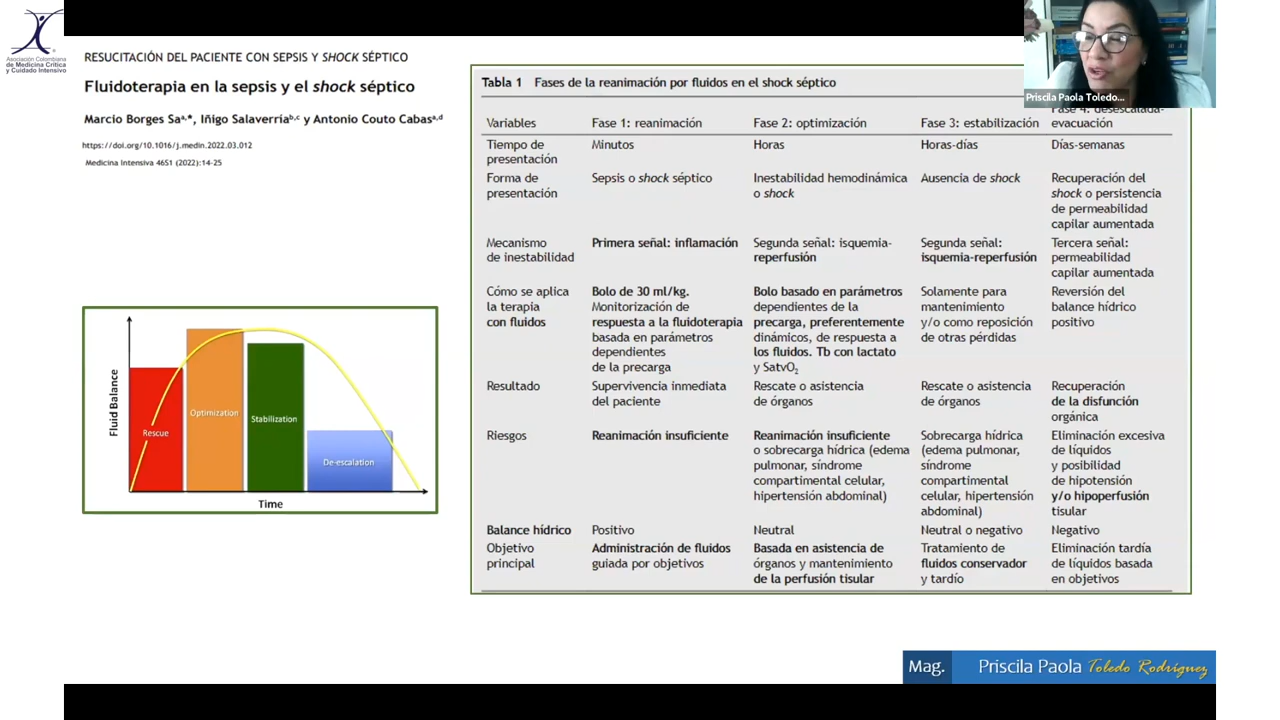 Asociación Colombiana
de Medicina Crítica
y Cuidado Intensivo
RESUCITACIÓN DEL PACIENTE CON SEPSIS Y SHOCK SÉPTICO
Fluidoterapia en la sepsis y el shock séptico
Marcio Borges Sa a,*, Iñigo Salaverria b,c y Antonio Couto Cabas a,d
https://doi.org/10.1016/j.medin.2022.03.012
Medicina Intensiva 46S1 (2022):14-25
Fluid Balance
Rescue
Optimization
Stabilization
De-escalation
Time
Tabla 1 Fases de la reanimación por fluidos en el shock séptico
Variables
Fase 1: reanimación
Fase 2: optimización
Fase 3: estabilización
Fase 4: desescalada-
evacuación
Tiempo de
presentación
Minutos
Horas
Horas-días
Días-semanas
Forma de
presentación
Sepsis o shock séptico
Inestabilidad hemodinámica
o shock
Ausencia de shock
Recuperación del
shock o persistencia
de permeabilidad
capilar aumentada
Mecanismo
de inestabilidad
Primera señal: inflamación
Segunda señal: isquemia-
reperfusión
Segunda señal:
isquemia-reperfusión
Tercera señal:
permeabilidad
capilar aumentada
Cómo se aplica
la terapia
con fluidos
Bolo de 30 ml/kg.
Monitorización de
respuesta a la fluidoterapia
basada en parámetros
dependientes
de la precarga
Bolo basado en parámetros
dependientes de la
precarga, preferentemente
dinámicos, de respuesta a
los fluidos. Tb con lactato
y SatvO2
Solamente para
mantenimiento
y/o como reposición
de otras pérdidas
Reversión del
balance hídrico
positivo
Resultado
Supervivencia inmediata
del paciente
Rescate o asistencia
de órganos
Rescate o asistencia
de órganos
Recuperación
de la disfunción
orgánica
Riesgos
Reanimación insuficiente
Reanimación insuficiente
o sobrecarga hídrica (edema
pulmonar, síndrome
compartimental celular,
hipertensión abdominal)
Sobrecarga hídrica
(edema pulmonar,
síndrome
compartimental
celular, hipertensión
abdominal)
Eliminación excesiva
de líquidos
y posibilidad
de hipotensión
y/o hipoperfusión
tisular
Balance hídrico
Positivo
Neutral
Neutral o negativo
Negativo
Objetivo
principal
Administración de fluidos
guiada por objetivos
Basada en asistencia de
órganos y mantenimiento
de la perfusión tisular
Tratamiento de
fluidos conservador
y tardío
Eliminación tardía
de líquidos basada
en objetivos
Priscila Paola Toledo...
Mag. Priscila Paola Toledo Rodríguez